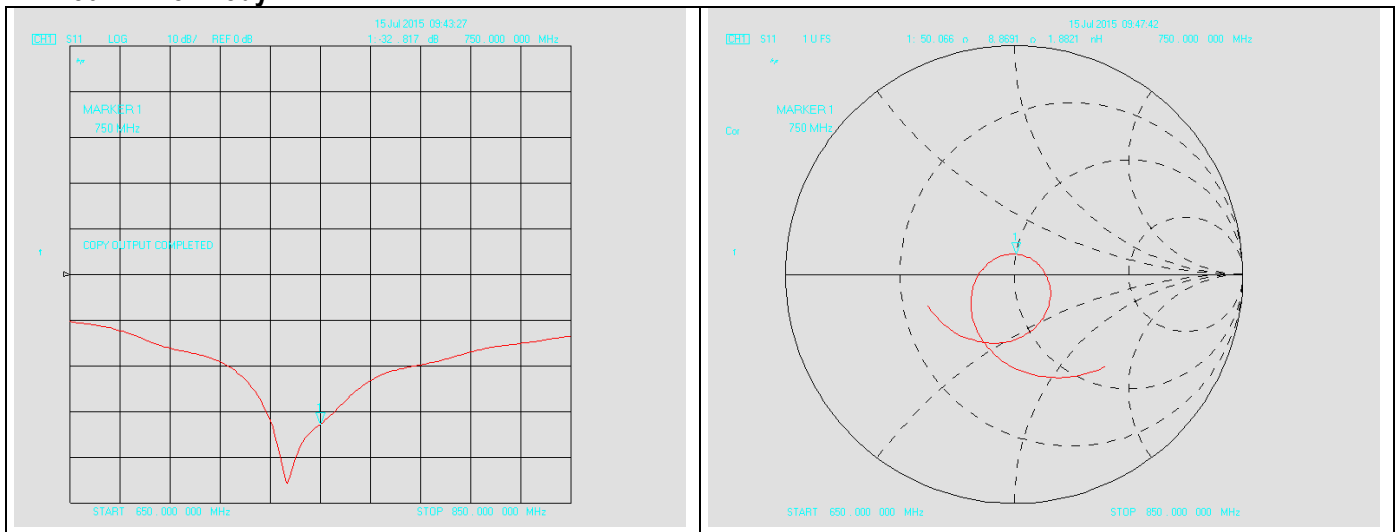 15 Jul 2015 09:43:27
CH1 S11 LOG 10 dB/ REF 0 dB 1:-32 . 817 dB 750. 000 000 MHz
MARKER 1
750 MHz
COPY OUTPUT COMPLETED
1
1
START 650 . 000 000 MHz STOP 850 . 000 000 MHz
15 Jul 2015 09:47:42
CH1 S11 1 U FS 1: 50 . 066 Ω 8 . 8691 Ω 1 . 8821 nH 750 . 000 000 MHz
MARKER 1
750 MHz
Cor
1
1
START 650 . 000 000 MHz STOP 850 . 000 000 MHz